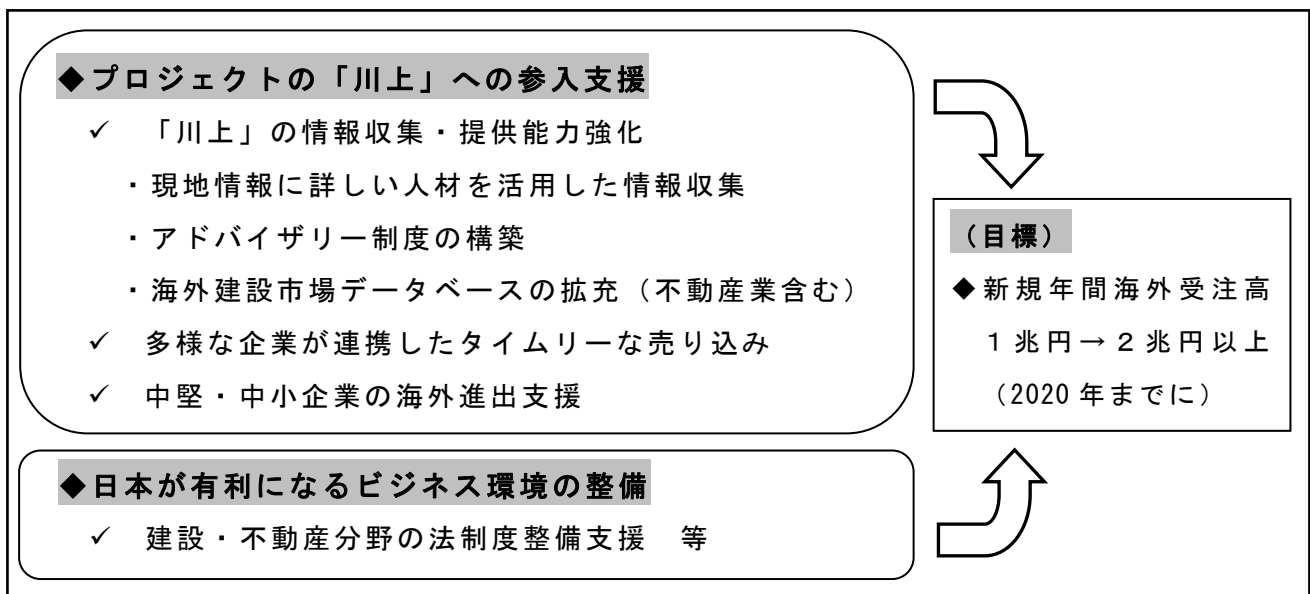 ◆プロジェクトの「川上」への参入支援
✓ 「川上」の情報収集・提供能力強化
・現地情報に詳しい人材を活用した情報収集
・アドバイザリー制度の構築
・海外建設市場データベースの拡充（不動産業含む）
✓ 多様な企業が連携したタイムリーな売り込み
✓ 中堅・中小企業の海外進出支援
◆日本が有利になるビジネス環境の整備
✓ 建設・不動産分野の法制度整備支援　等
（目標）
◆新規年間海外受注高
１兆円→２兆円以上
（2020年までに）